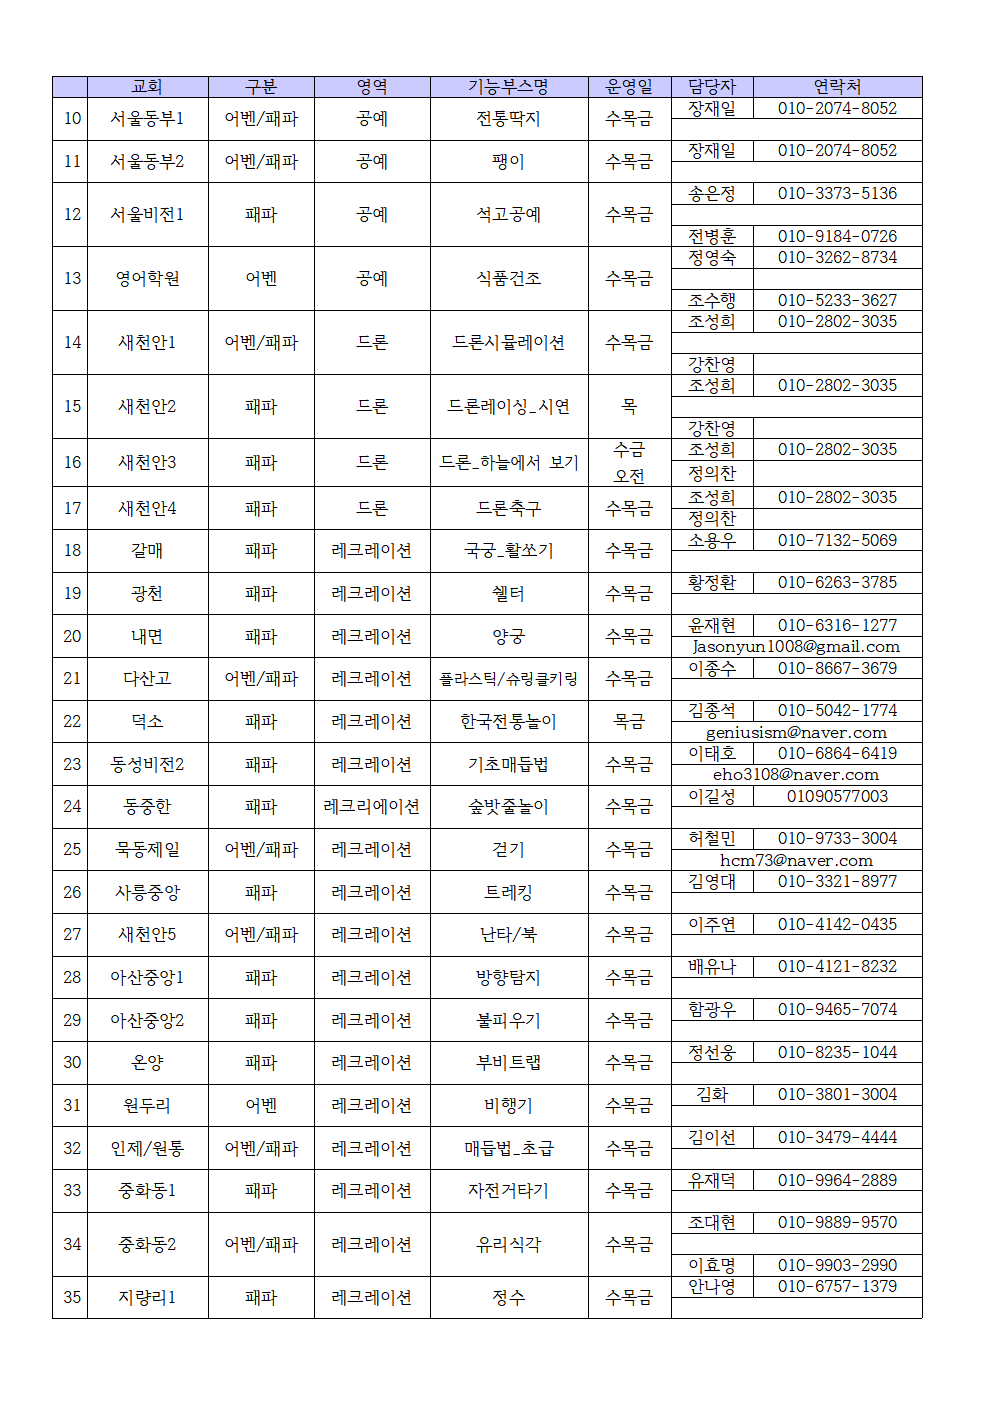 교회 구분 영역 기능부스명 운영일 담당자 연락처
10 서울동부1 어벤/패파 공예 전통딱지 수목금 장재일 010-2074-8052
11 서울동부2 어벤/패파 공예 팽이 수목금 장재일 010-2074-8052
12 서울비전1 패파 공예 석고공예 수목금 송은정 010-3373-5136
전병훈 010-9184-0726
13 영어학원 어벤 공예 식품건조 수목금 정영숙 010-3262-8734
조수행 010-5233-3627
14 새천안1 어벤/패파 드론 드론시뮬레이션 수목금 조성희 010-2802-3035
강찬영
15 새천안2 패파 드론 드론레이싱_시연 목 조성희 010-2802-3035
강찬영
16 새천안3 패파 드론 드론_하늘에서 보기 수금 조성희 010-2802-3035
오전 정의찬
17 새천안4 패파 드론 드론축구 수목금 조성희 010-2802-3035
정의찬
18 갈매 패파 레크레이션 국궁_활쏘기 수목금 소용우 010-7132-5069
19 광천 패파 레크레이션 쉘터 수목금 황정환 010-6263-3785
20 내면 패파 레크레이션 양궁 수목금 윤재현 010-6316-1277
Jasonyun1008@gmail.com
21 다산고 어벤/패파 레크레이션 플라스틱/슈링클키링 수목금 이종수 010-8667-3679
22 덕소 패파 레크레이션 한국전통놀이 목금 김종석 010-5042-1774
geniusism@naver.com
23 동성비전2 패파 레크레이션 기초매듭법 수목금 이태호 010-6864-6419
eho3108@naver.com
24 동중한 패파 레크리에이션 숲밧줄놀이 수목금 이길성 01090577003
25 묵동제일 어벤/패파 레크레이션 걷기 수목금 허철민 010-9733-3004
hcm73@naver.com
26 사릉중앙 패파 레크레이션 트레킹 수목금 김영대 010-3321-8977
27 새천안5 어벤/패파 레크레이션 난타/북 수목금 이주연 010-4142-0435
28 아산중앙1 패파 레크레이션 방향탐지 수목금 배유나 010-4121-8232
29 아산중앙2 패파 레크레이션 불피우기 수목금 함광우 010-9465-7074
30 온양 패파 레크레이션 부비트랩 수목금 정선웅 010-8235-1044
31 원두리 어벤 레크레이션 비행기 수목금 김화 010-3801-3004
32 인제/원통 어벤/패파 레크레이션 매듭법_초급 수목금 김이선 010-3479-4444
33 중화동1 패파 레크레이션 자전거타기 수목금 유재덕 010-9964-2889
34 중화동2 어벤/패파 레크레이션 유리식각 수목금 조대현 010-9889-9570
이효명 010-9903-2990
35 지량리1 패파 레크레이션 정수 수목금 안나영 010-6757-1379